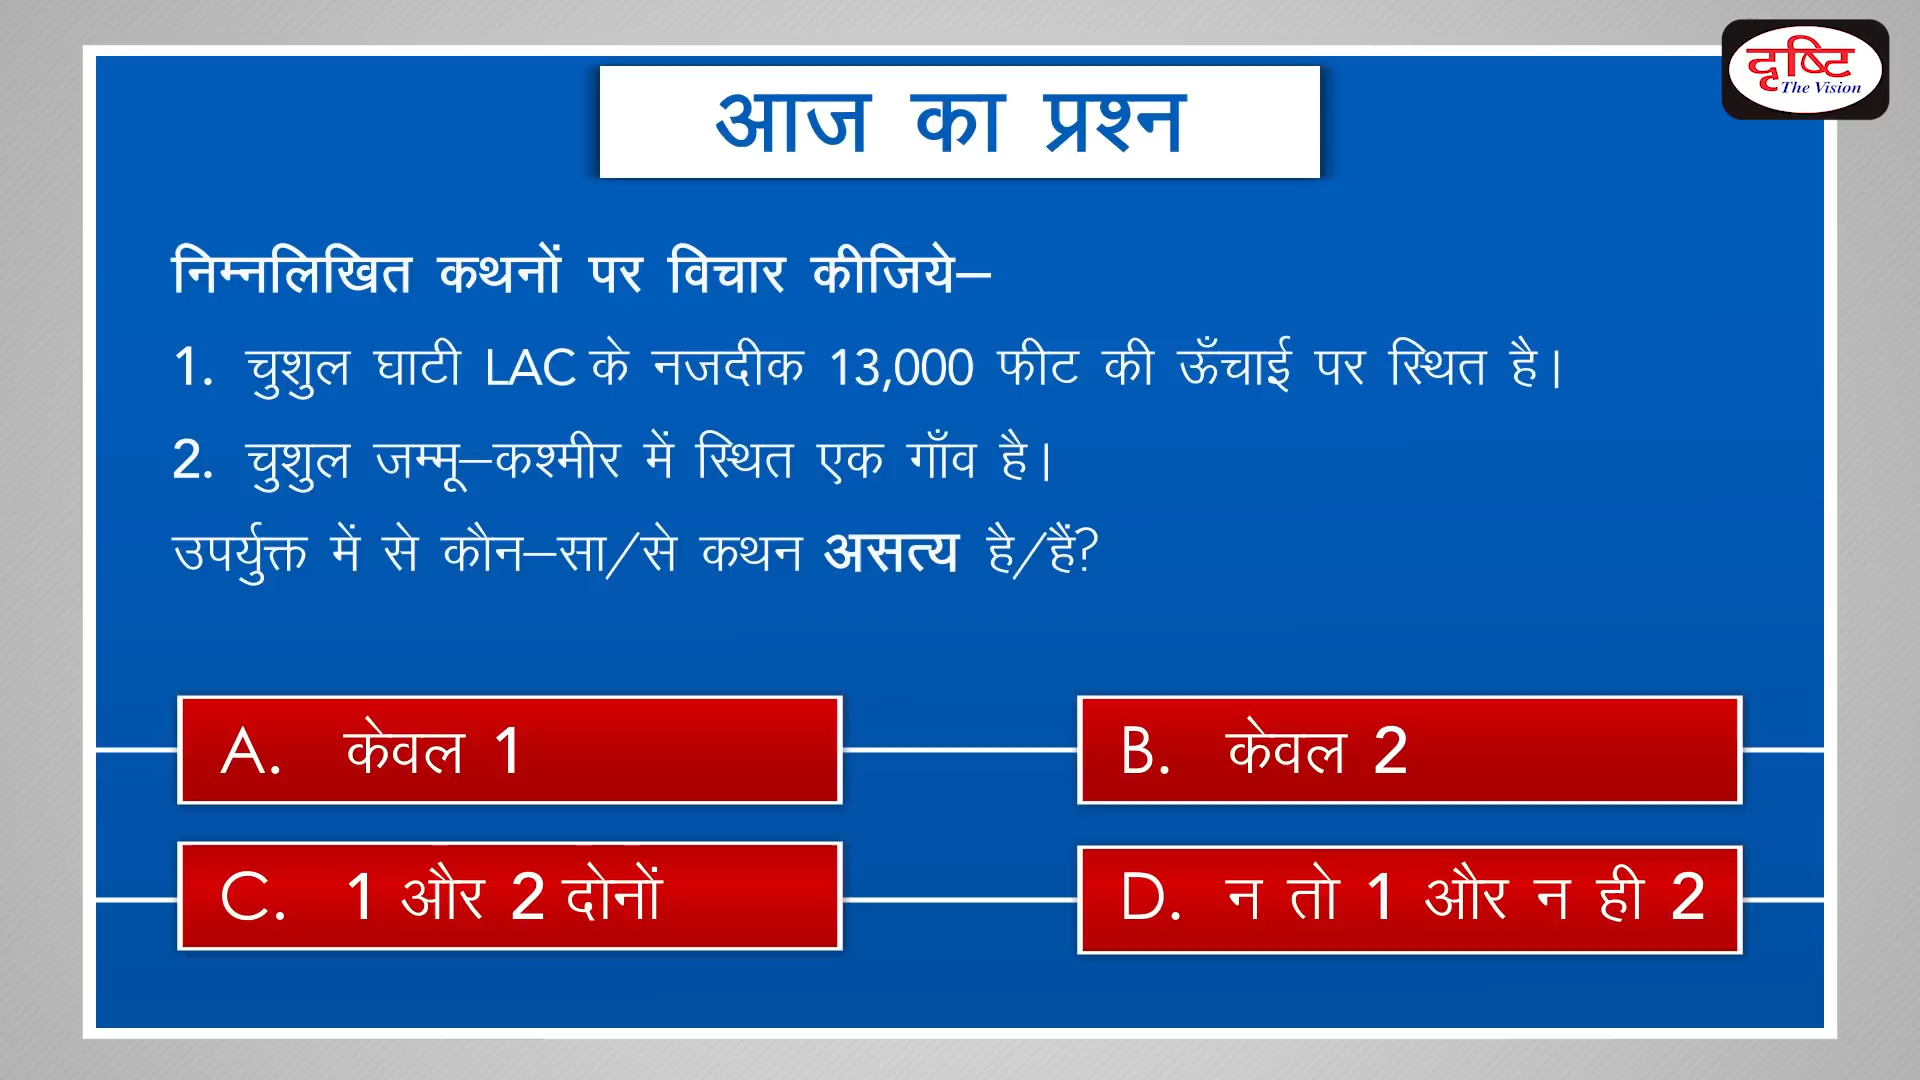 दृष्टि
The Vision
आज का प्रश्न
निम्नलिखित कथनों पर विचार कीजिये–
1. चुशुल घाटी LAC के नजदीक 13,000 फीट की ऊँचाई पर स्थित है।
2. चुशुल जम्मू–कश्मीर में स्थित एक गाँव है।
उपर्युक्त में से कौन–सा/से कथन असत्य है/हैं?
A. केवल 1
B. केवल 2
C. 1 और 2 दोनों
D. न तो 1 और न ही 2